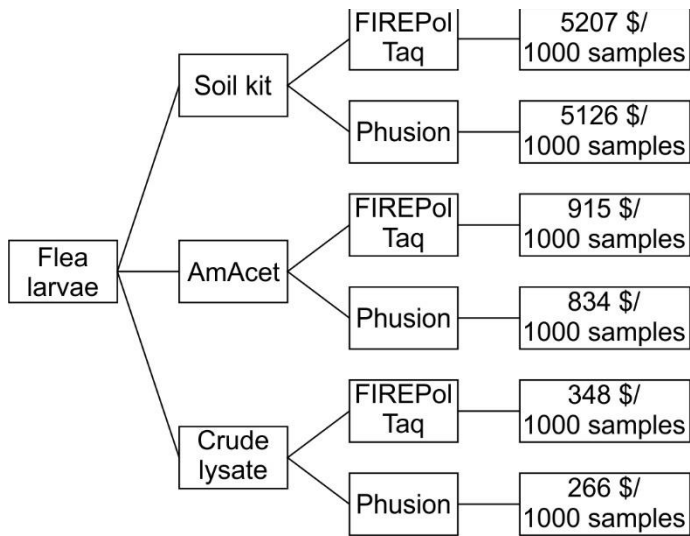 Flea
larvae
Soil kit
FIREPol
Taq
5207 $/
1000 samples
Phusion
5126 $/
1000 samples
AmAcet
FIREPol
Taq
915 $/
1000 samples
Phusion
834 $/
1000 samples
Crude
lysate
FIREPol
Taq
348 $/
1000 samples
Phusion
266 $/
1000 samples